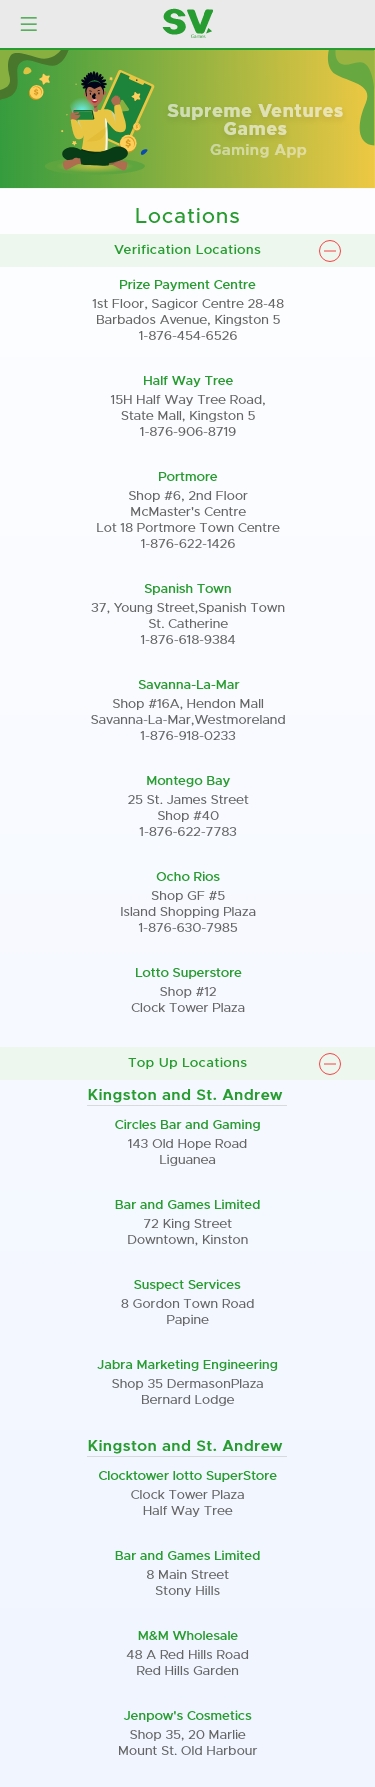 SV.
Games
Supreme Ventures
Games
Gaming App
Locations
Verification Locations
Prize Payment Centre
1st Floor, Sagicor Centre 28-48
Barbados Avenue, Kingston 5
1-876-454-6526
Half Way Tree
15H Half Way Tree Road,
State Mall, Kingston 5
1-876-906-8719
Portmore
Shop #6, 2nd Floor
McMaster's Centre
Lot 18 Portmore Town Centre
1-876-622-1426
Spanish Town
37, Young Street,Spanish Town
St. Catherine
1-876-618-9384
Savanna-La-Mar
Shop #16A, Hendon Mall
Savanna-La-Mar,Westmoreland
1-876-918-0233
Montego Bay
25 St. James Street
Shop #40
1-876-622-7783
Ocho Rios
Shop GF #5
Island Shopping Plaza
1-876-630-7985
Lotto Superstore
Shop #12
Clock Tower Plaza
Top Up Locations
Kingston and St. Andrew
Circles Bar and Gaming
143 Old Hope Road
Liguanea
Bar and Games Limited
72 King Street
Downtown, Kinston
Suspect Services
8 Gordon Town Road
Papine
Jabra Marketing Engineering
Shop 35 DermasonPlaza
Bernard Lodge
Kingston and St. Andrew
Clocktower lotto SuperStore
Clock Tower Plaza
Half Way Tree
Bar and Games Limited
8 Main Street
Stony Hills
M&M Wholesale
48 A Red Hills Road
Red Hills Garden
Jenpow's Cosmetics
Shop 35, 20 Marlie
Mount St. Old Harbour